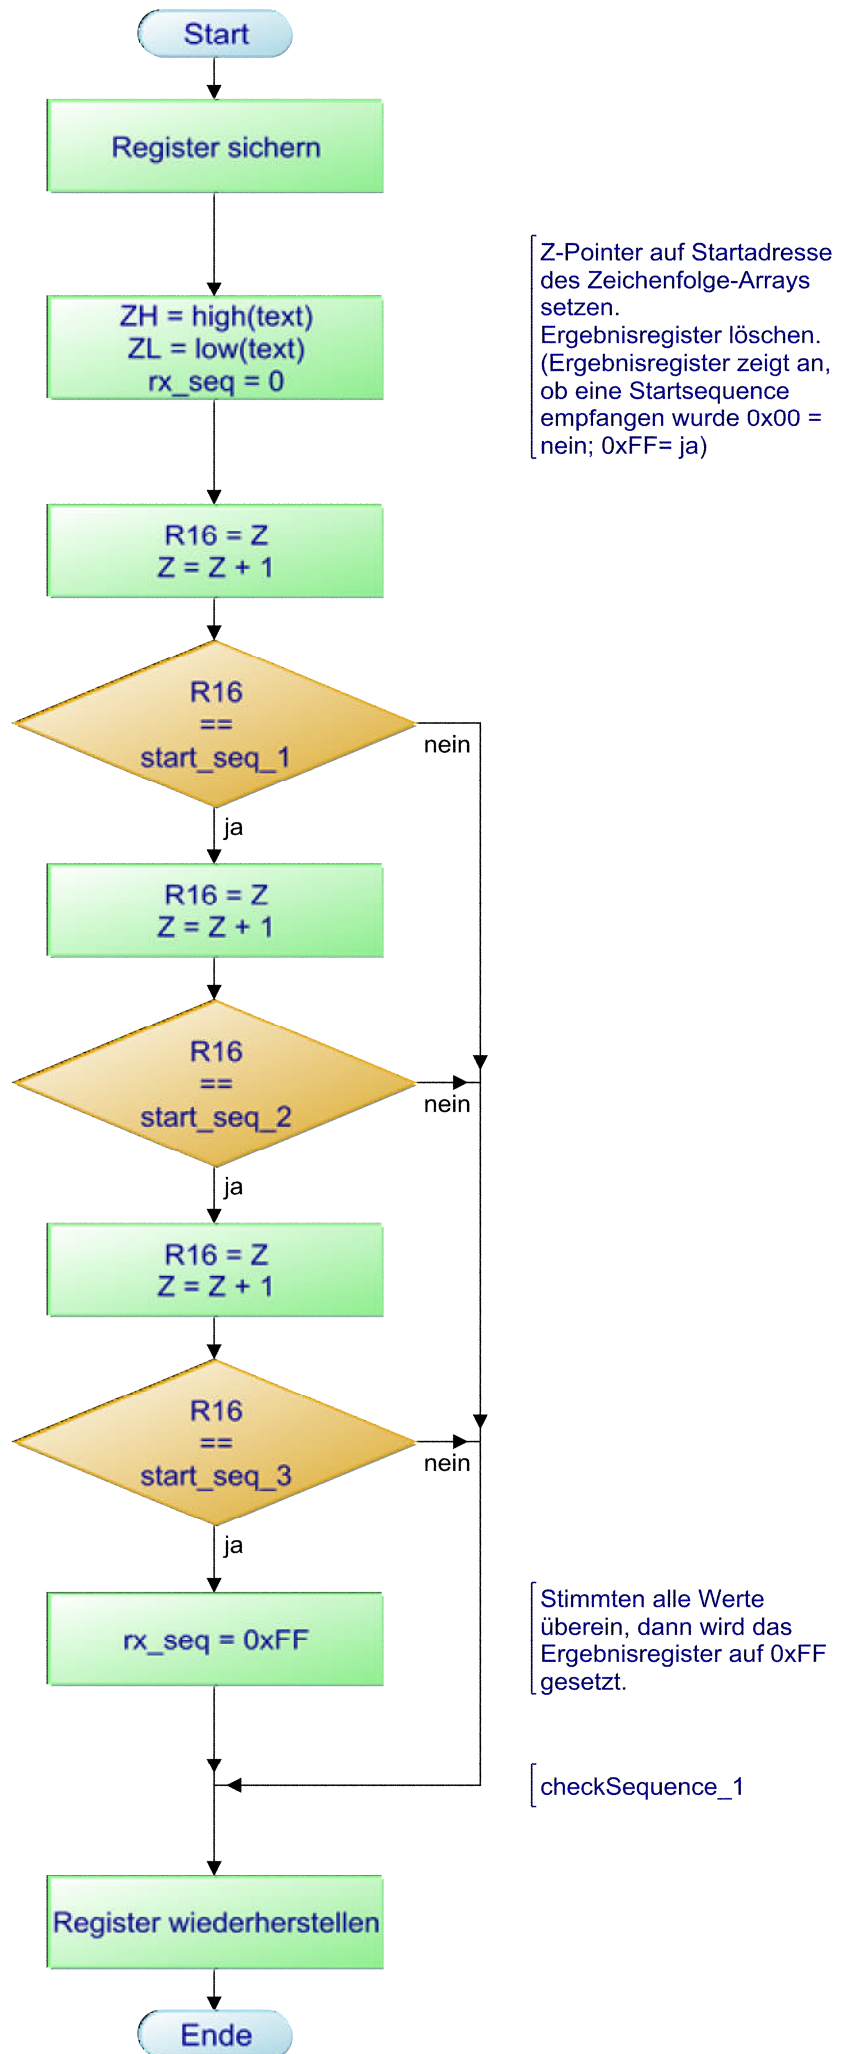 Start
Register sichern
Z-Pointer auf Startadresse
des Zeichenfolge-Arrays
setzen.
Ergebnisregister löschen.
(Ergebnisregister zeigt an,
ob eine Startsequence
empfangen wurde 0x00 =
nein; 0xFF= ja)
ZH = high(text)
ZL = low(text)
rx_seq = 0
R16 = Z
Z = Z + 1
R16
==
start_seq_1
nein
ja
R16 = Z
Z = Z + 1
R16
==
start_seq_2
nein
ja
R16 = Z
Z = Z + 1
R16
==
start_seq_3
nein
ja
rx_seq = 0xFF
Stimmten alle Werte
überein, dann wird das
Ergebnisregister auf 0xFF
gesetzt.
checkSequence_1
Register wiederherstellen
Ende